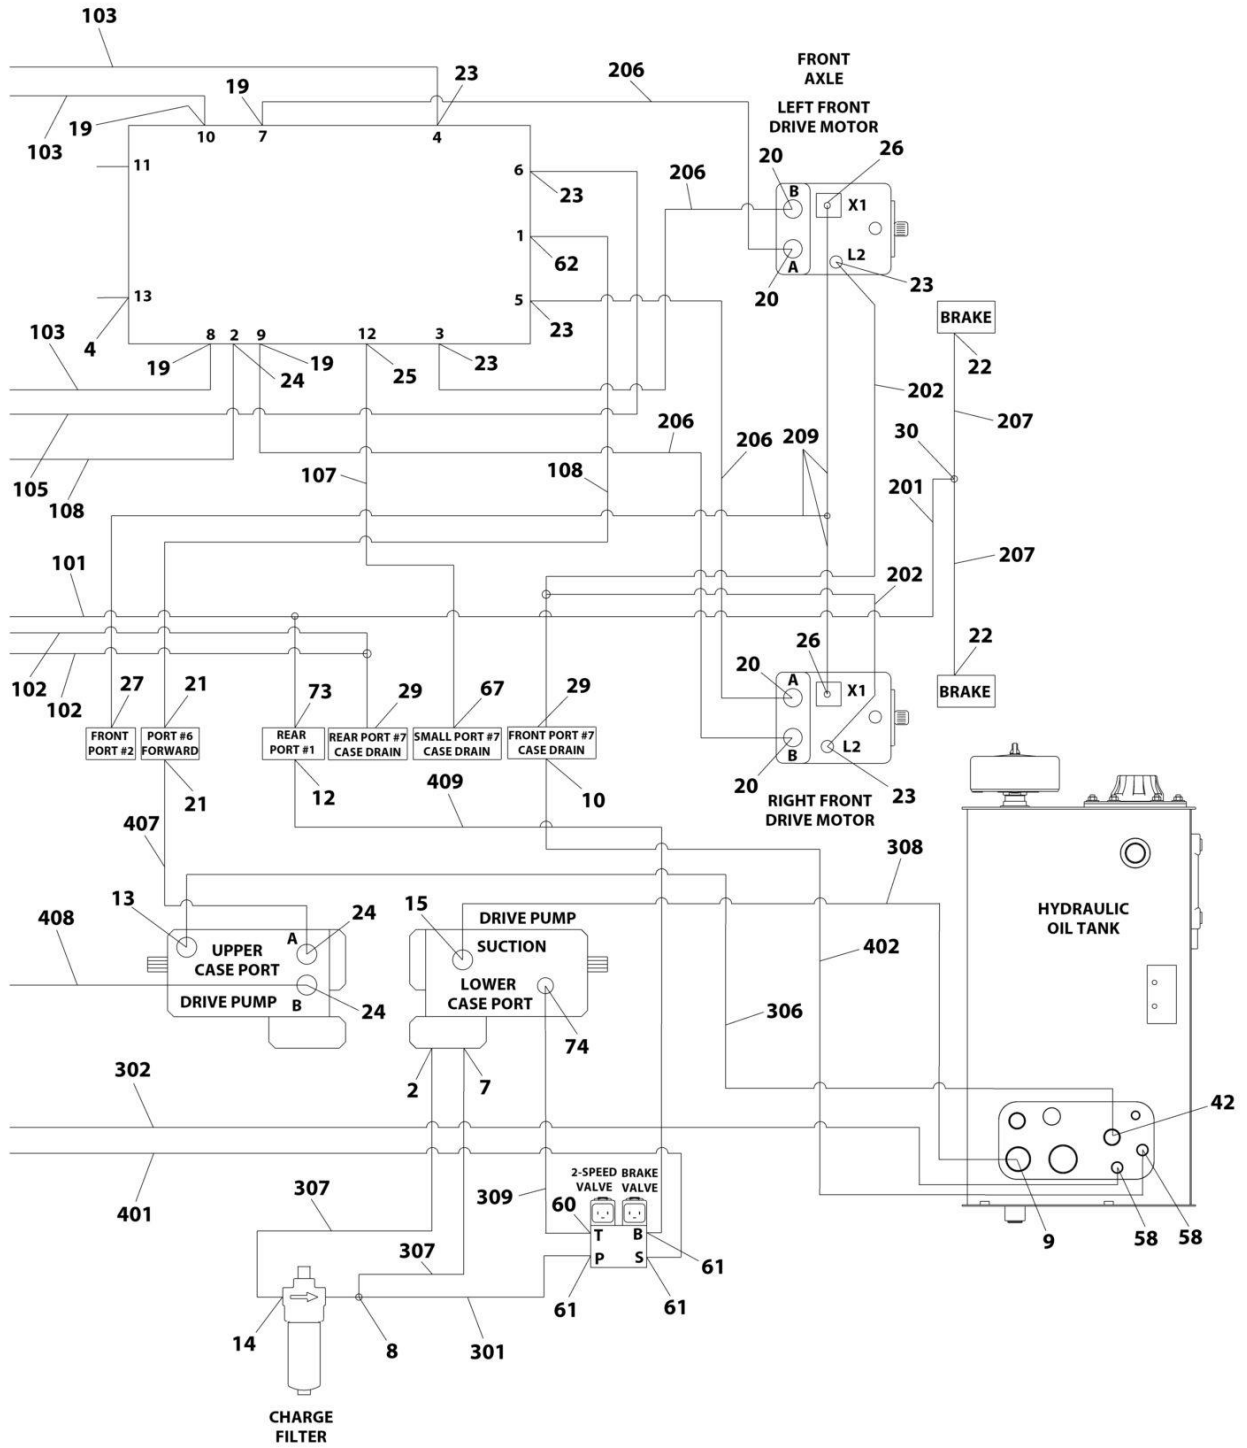 103
103
19
19
23
206
FRONT
AXLE
LEFT FRONT
DRIVE MOTOR
10
7
4
11
6
23
1
62
13
4
5
23
8
2
9
12
3
103
19
24
19
25
23
206
20
B
X1
26
A
L2
20
23
BRAKE
22
202
207
30
201
105
108
107
108
206
206
209
207
101
102
102
202
22
BRAKE
27
21
73
29
67
29
20
26
A
X1
B
L2
20
23
RIGHT FRONT
DRIVE MOTOR
FRONT
PORT #2
PORT #6
FORWARD
REAR
PORT #1
REAR PORT #7
CASE DRAIN
SMALL PORT #7
CASE DRAIN
FRONT PORT #7
CASE DRAIN
21
12
409
10
407
308
13
408
24
A
UPPER
CASE PORT
DRIVE PUMP
B
24
15
DRIVE PUMP
SUCTION
LOWER
CASE PORT
74
402
306
HYDRAULIC
OIL TANK
2
7
302
401
42
58
58
9
307
307
309
2-SPEED
VALVE
BRAKE
VALVE
60
T
B
P
S
61
61
61
14
8
301
CHARGE
FILTER